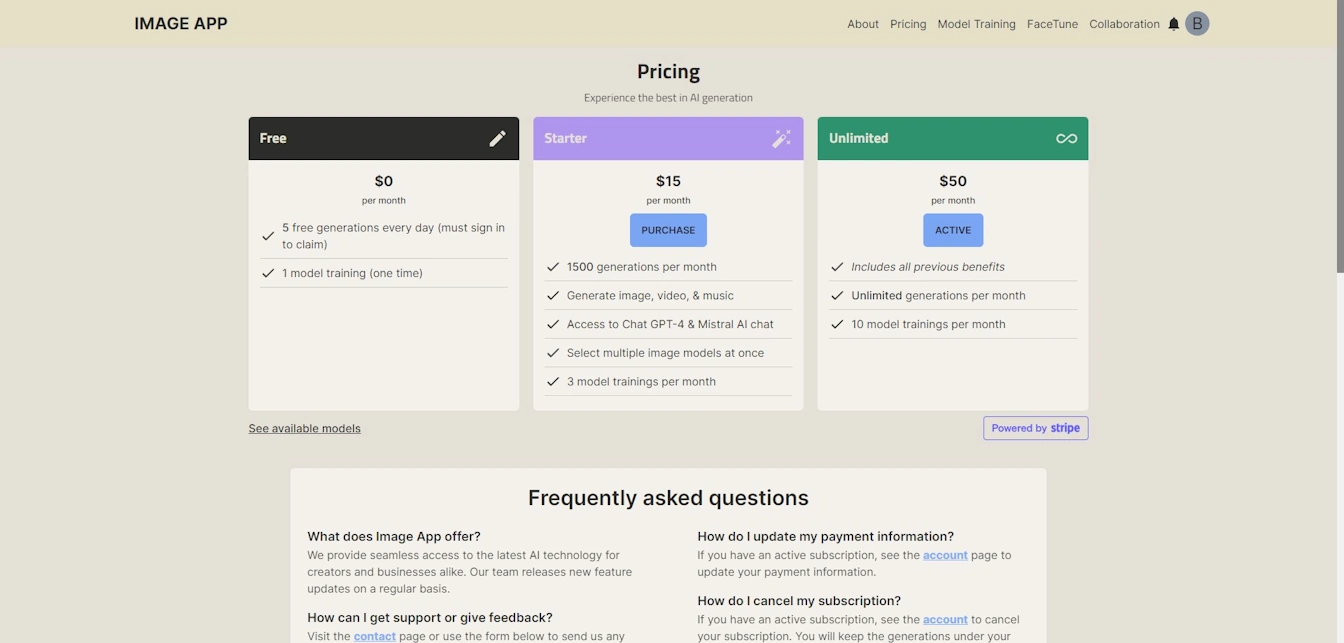 IMAGE APP
About Pricing Model Training FaceTune Collaboration B
Pricing
Experience the best in AI generation
Free
$0
per month
5 free generations every day (must sign in
to claim)
1 model training (one time)
Starter
$15
per month
PURCHASE
1500 generations per month
Generate image, video, & music
Access to Chat GPT-4 & Mistral AI chat
Select multiple image models at once
3 model trainings per month
Unlimited
$50
per month
ACTIVE
Includes all previous benefits
Unlimited generations per month
10 model trainings per month
See available models
Powered by stripe
Frequently asked questions
What does Image App offer?
We provide seamless access to the latest AI technology for
creators and businesses alike. Our team releases new feature
updates on a regular basis.
How can I get support or give feedback?
Visit the contact page or use the form below to send us any
How do I update my payment information?
If you have an active subscription, see the account page to
update your payment information.
How do I cancel my subscription?
If you have an active subscription, see the account to cancel
your subscription. You will keep the generations under your